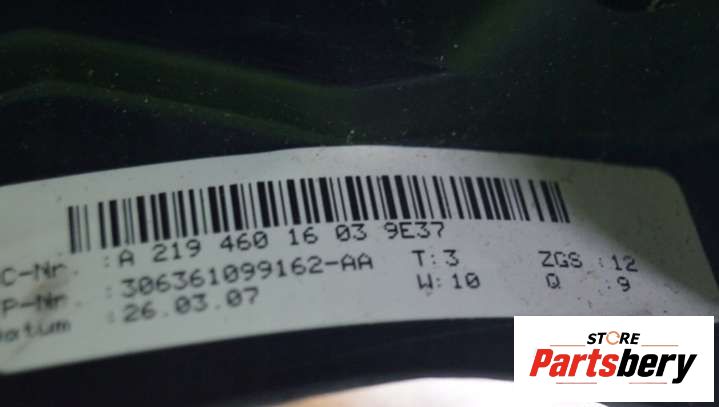 C-Nr :A 219 460 16 03 9E37
P-Nr :306361099162-AA T:3 ZGS :12
Datum :26.03.07 W:10 Q :9
STORE
Partsbery